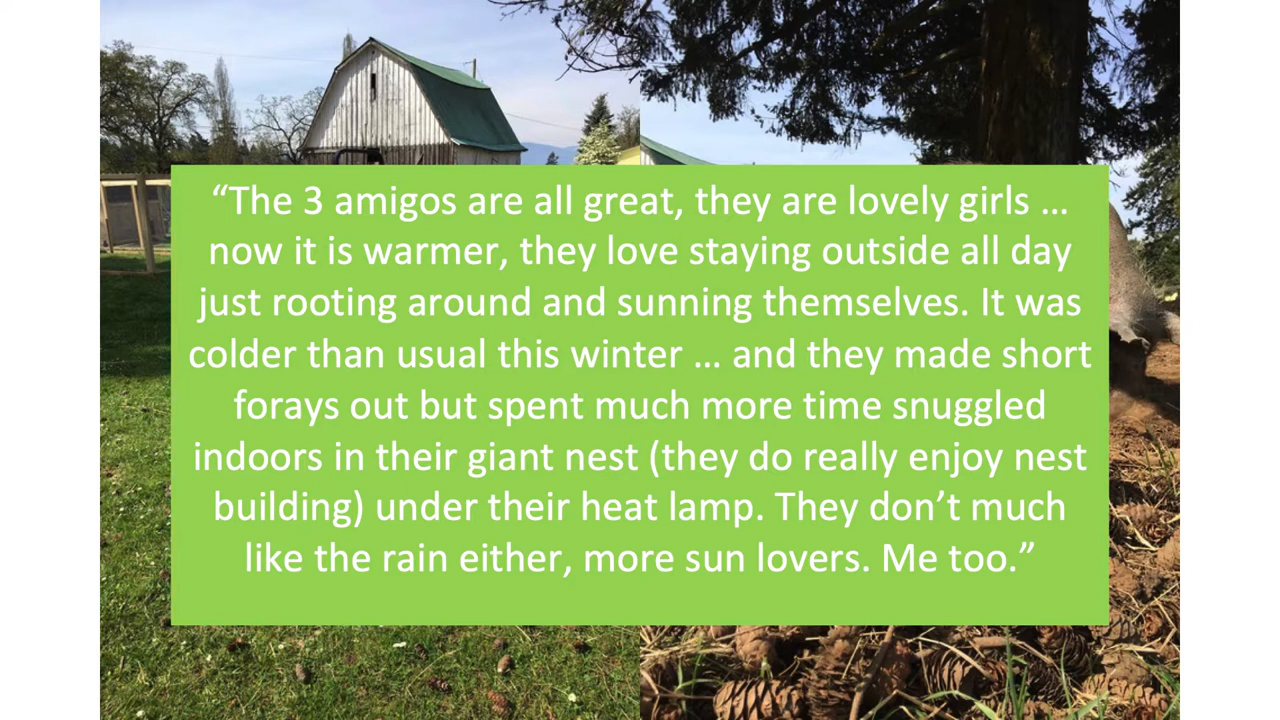 “The 3 amigos are all great, they are lovely girls …
now it is warmer, they love staying outside all day
just rooting around and sunning themselves. It was
colder than usual this winter … and they made short
forays out but spent much more time snuggled
indoors in their giant nest (they do really enjoy nest
building) under their heat lamp. They don’t much
like the rain either, more sun lovers. Me too.”